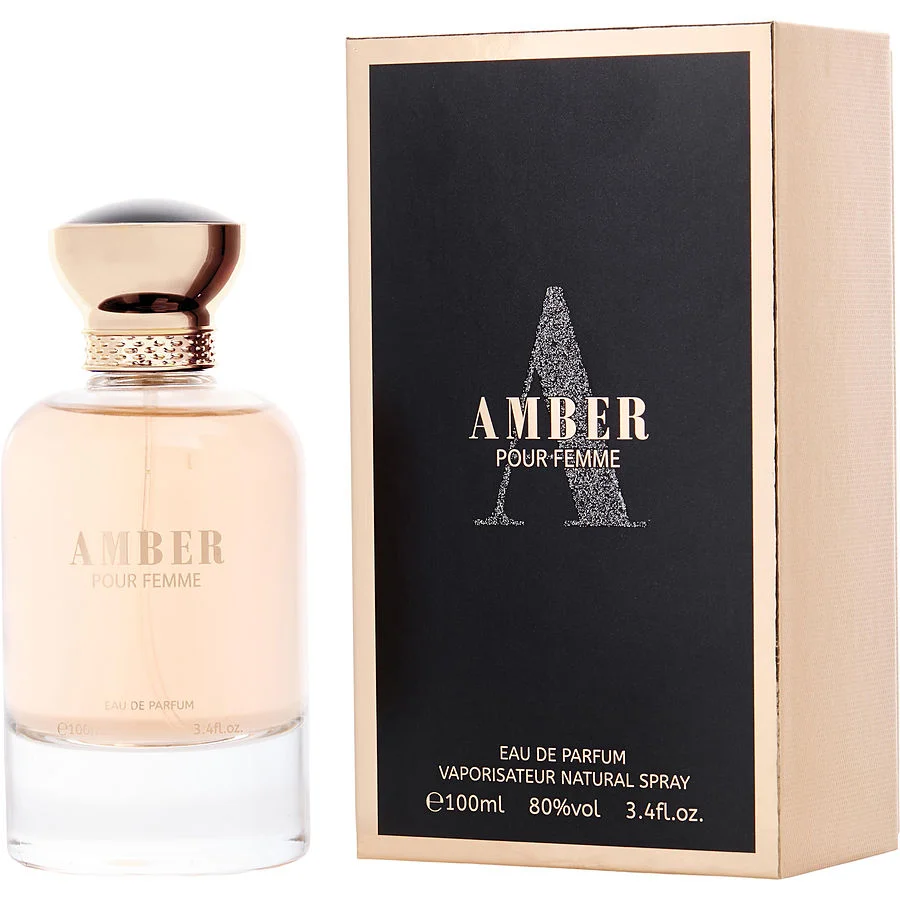 AMBER
POUR FEMME
EAU DE PARFUM
℮100ml 3.4fl.oz.
A
AMBER
POUR FEMME
EAU DE PARFUM
VAPORISATEUR NATURAL SPRAY
℮100ml 80%vol 3.4fl.oz.